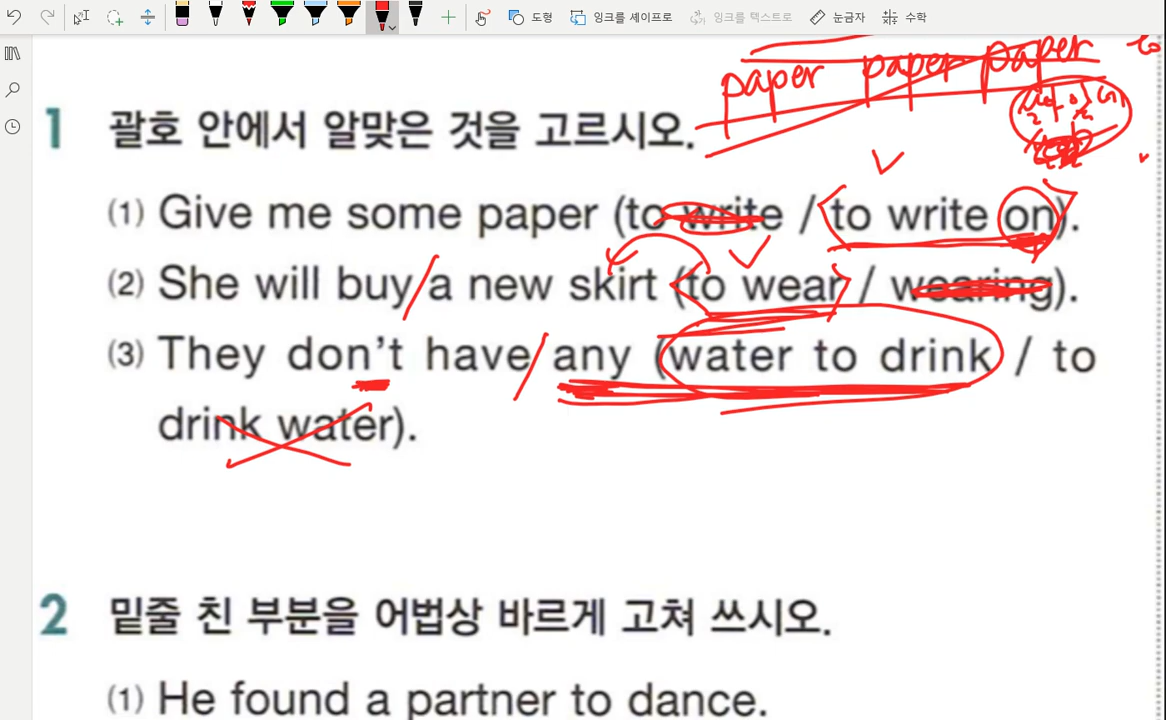 도형 잉크를 셰이프로 잉크를 텍스트로 눈금자 수학
paper paper paper to
1 괄호 안에서 알맞은 것을 고르시오.
(1) Give me some paper (to write / to write on).
(2) She will buy/a new skirt (to wear / wearing).
(3) They don't have/any (water to drink / to
drink water).
2 밑줄 친 부분을 어법상 바르게 고쳐 쓰시오.
(1) He found a partner to dance.